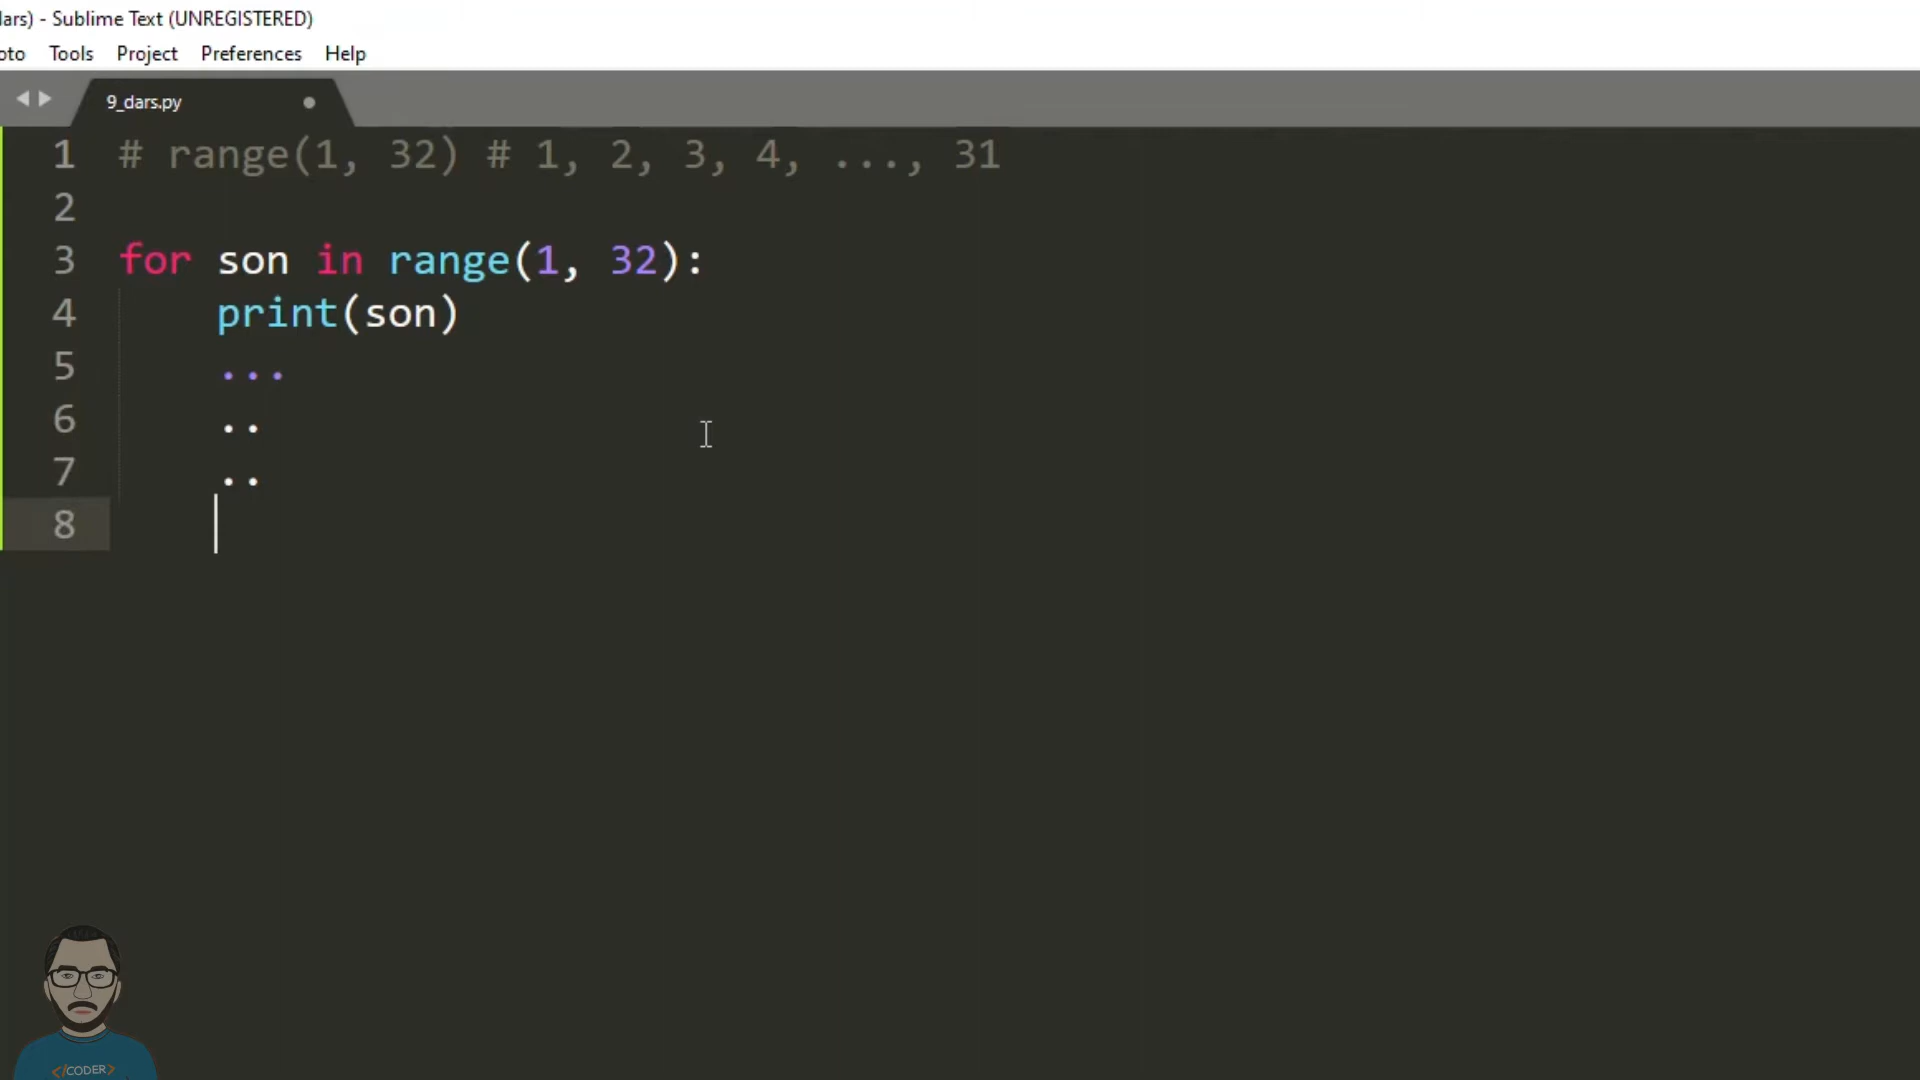 lars) - Sublime Text (UNREGISTERED)
oto Tools Project Preferences Help
9_dars.py
1 # range(1, 32) # 1, 2, 3, 4, ..., 31
2
3 for son in range(1, 32):
4     print(son)
5     ...
6     ..
7     ..
8
</CODER>